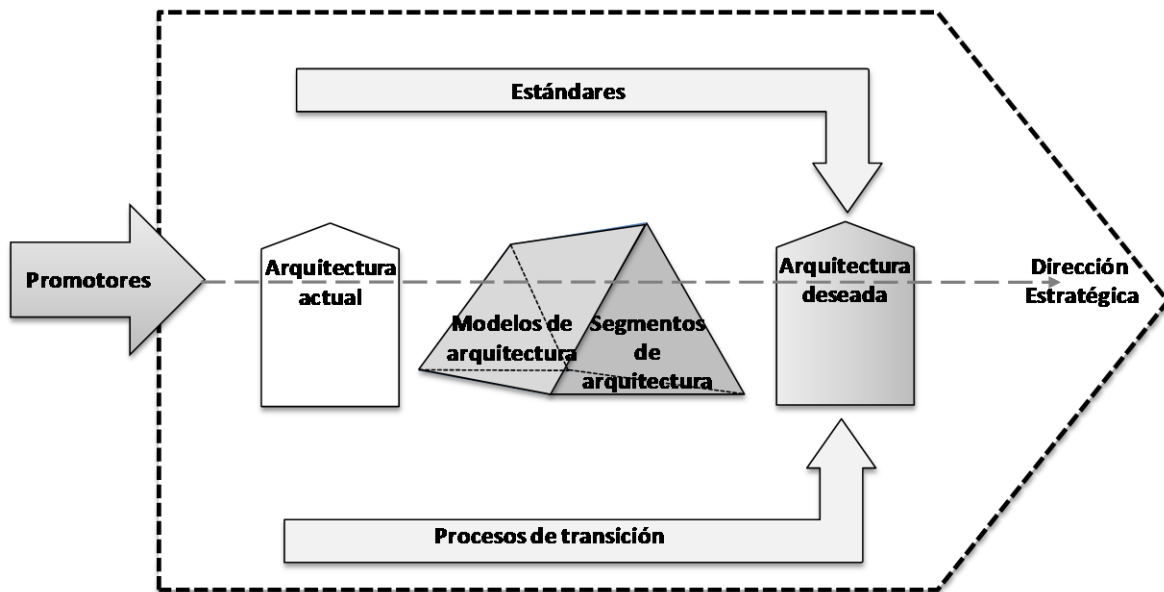 Estándares
Promotores
Arquitectura
actual
Modelos de
arquitectura
Segmentos
de
arquitectura
Arquitectura
deseada
Dirección
Estratégica
Procesos de transición